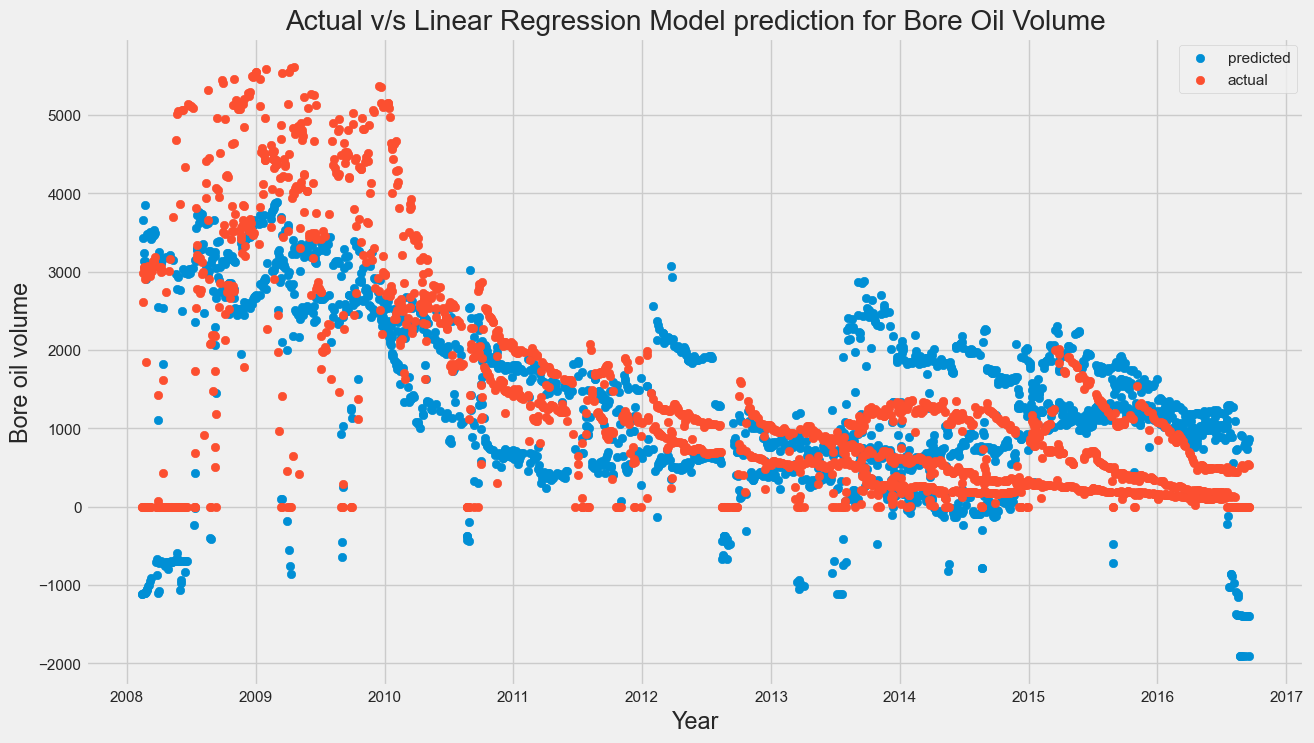 Actual v/s Linear Regression Model prediction for Bore Oil Volume
predicted
actual
5000
4000
3000
2000
1000
0
−1000
−2000
Bore oil volume
2008 2009 2010 2011 2012 2013 2014 2015 2016 2017
Year